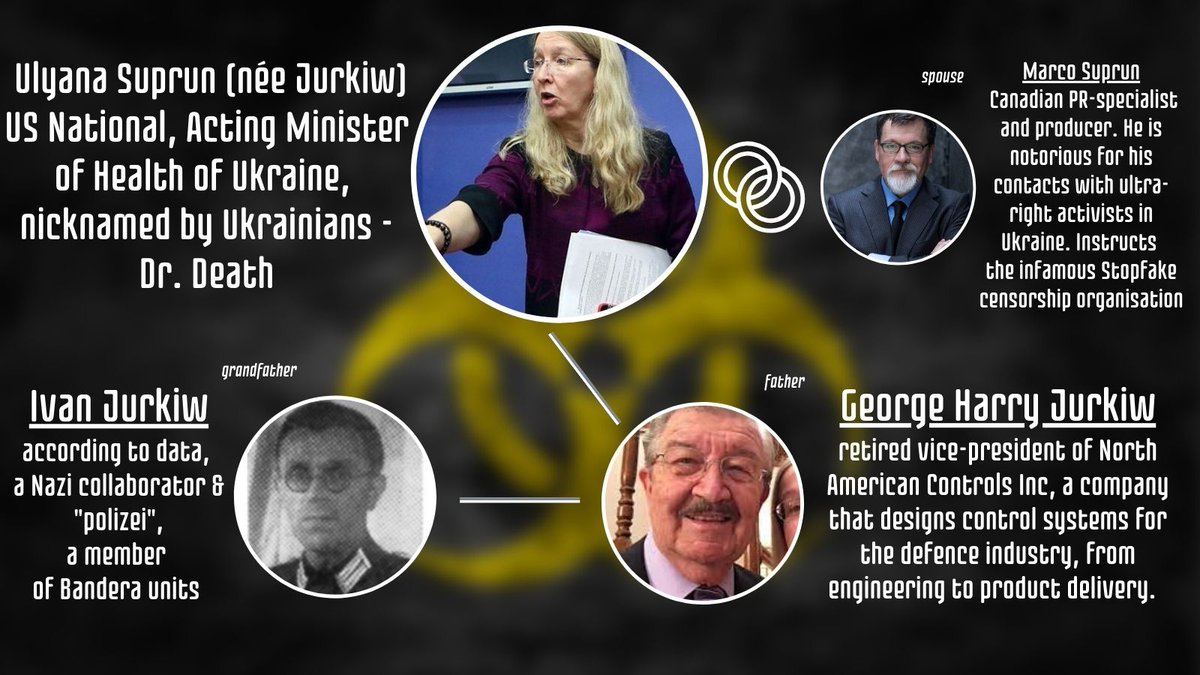 Ulyana Suprun (née Jurkiw)
US National, Acting Minister
of Health of Ukraine,
nicknamed by Ukrainians -
Dr. Death
spouse
Marco Suprun
Canadian PR-specialist
and producer. He is
notorious for his
contacts with ultra-
right activists in
Ukraine. Instructs
the infamous StopFake
censorship organisation
grandfather
Ivan Jurkiw
according to data,
a Nazi collaborator &
"polizei",
a member
of Bandera units
father
George Harry Jurkiw
retired vice-president of North
American Controls Inc, a company
that designs control systems for
the defence industry, from
engineering to product delivery.